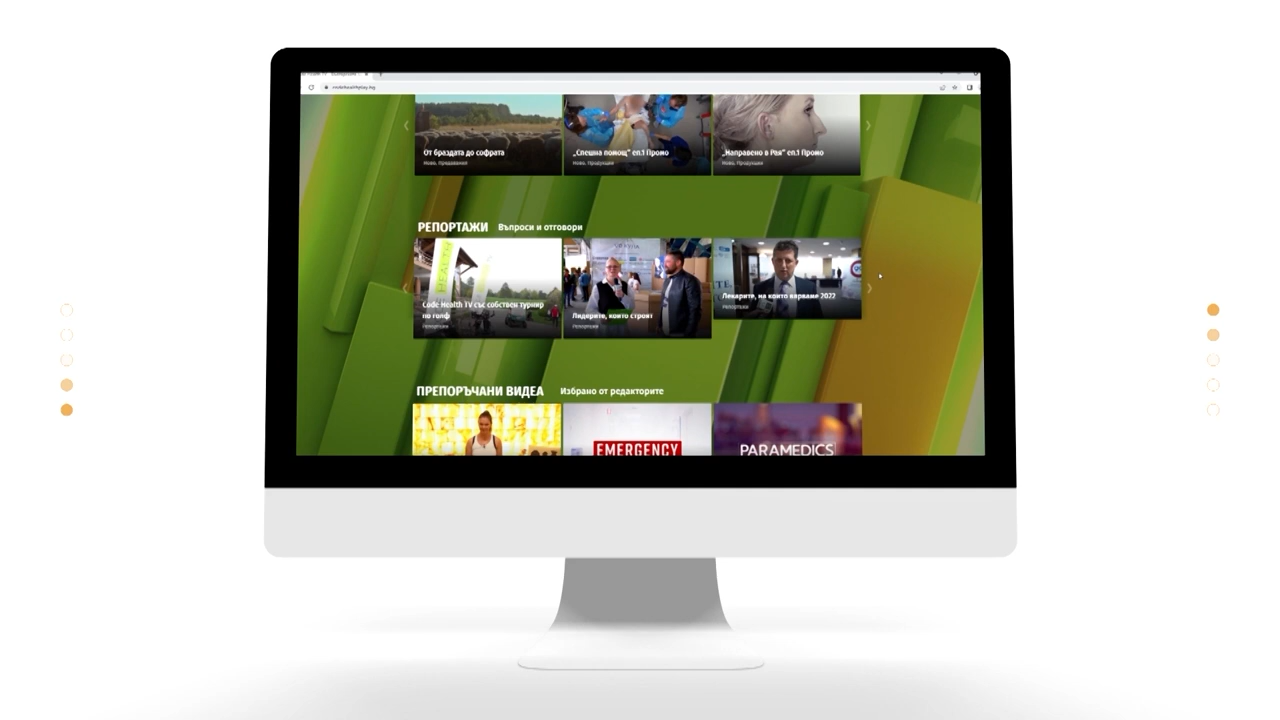 От браздата до софрата
Ново, Предавания
„Спешна помощ” еп.1 Промо
Ново, Продукции
„Направено в Рая” еп.1 Промо
Ново, Продукции
РЕПОРТАЖИ Въпроси и отговори
HEALTH
Code Health TV със собствен турнир
по голф
Репортажи
Лидерите, които строят
Репортажи
Лекарите, на които вярваме 2022
Репортажи
ПРЕПОРЪЧАНИ ВИДЕА Избрано от редакторите
EMERGENCY
PARAMEDICS